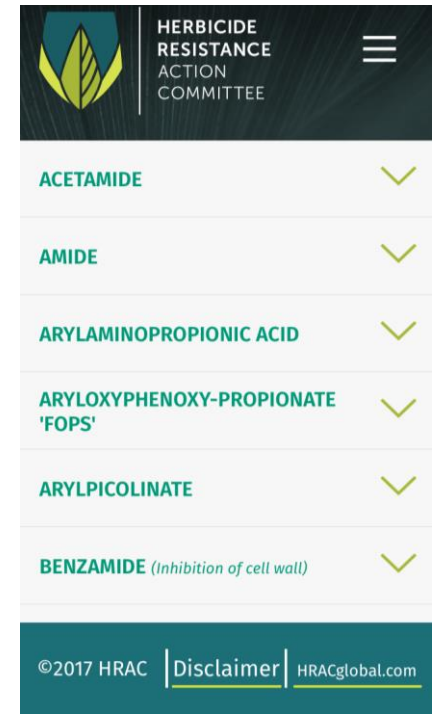 HERBICIDE
RESISTANCE
ACTION
COMMITTEE
ACETAMIDE
AMIDE
ARYLAMINOPROPIONIC ACID
ARYLOXYPHENOXY-PROPIONATE
'FOPS'
ARYLPICOLINATE
BENZAMIDE (Inhibition of cell wall)
©2017 HRAC Disclaimer HRACglobal.com